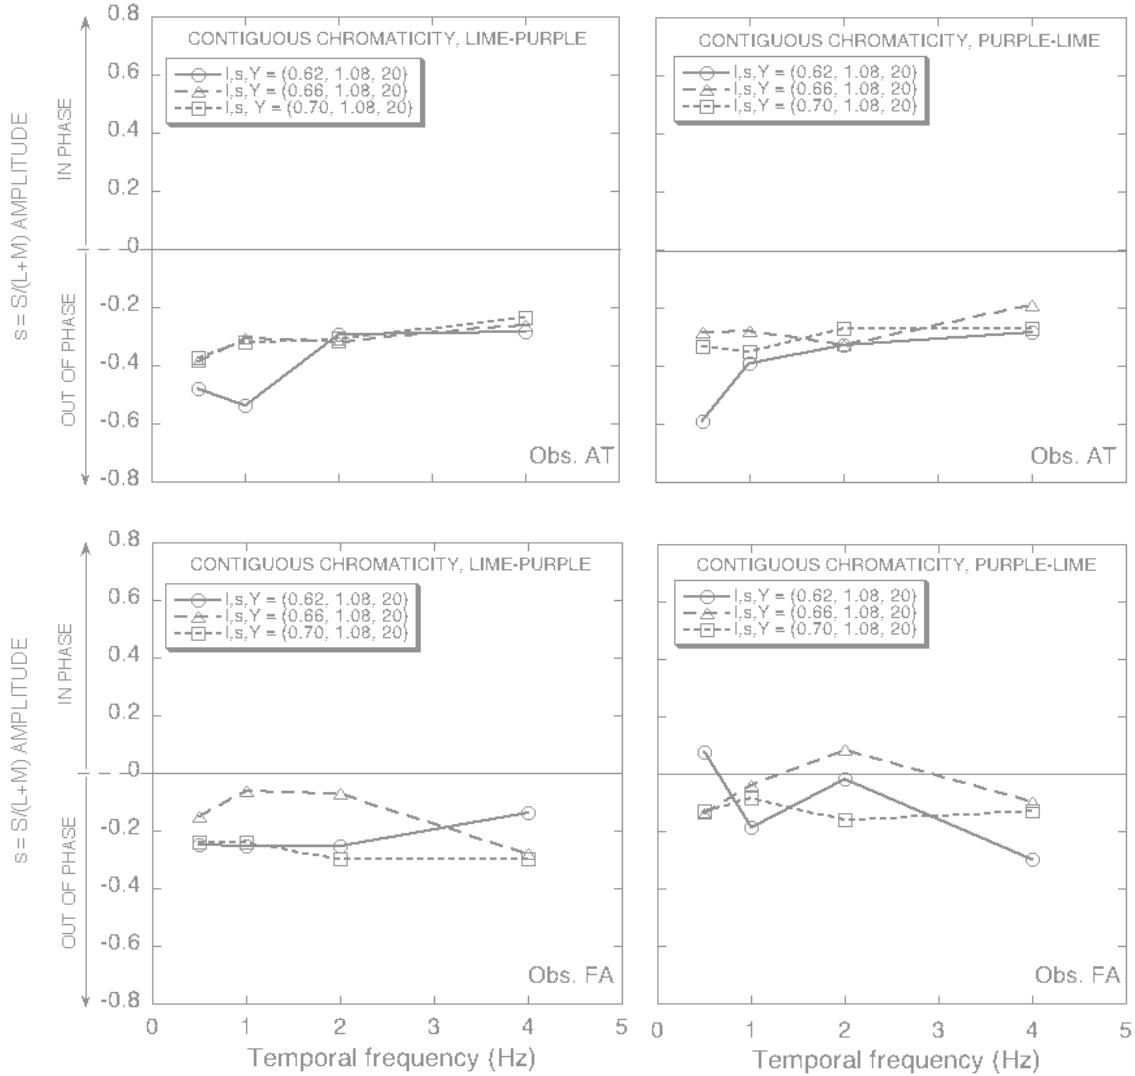 CONTIGUOUS CHROMATICITY, LIME-PURPLE
l,s,Y = {0.62, 1.08, 20}
l,s,Y = {0.66, 1.08, 20}
l,s, Y = {0.70, 1.08, 20}
Obs. AT
0.8
0.6
0.4
0.2
0
-0.2
-0.4
-0.6
-0.8
s = S/(L+M) AMPLITUDE
IN PHASE
OUT OF PHASE
CONTIGUOUS CHROMATICITY, PURPLE-LIME
l,s,Y = {0.62, 1.08, 20}
l,s,Y = {0.66, 1.08, 20}
l,s,Y = {0.70, 1.08, 20}
Obs. AT
CONTIGUOUS CHROMATICITY, LIME-PURPLE
l,s,Y = {0.62, 1.08, 20}
l,s,Y = {0.66, 1.08, 20}
l,s,Y = {0.70, 1.08, 20}
Obs. FA
0.8
0.6
0.4
0.2
0
-0.2
-0.4
-0.6
-0.8
s = S/(L+M) AMPLITUDE
IN PHASE
OUT OF PHASE
0 1 2 3 4 5
Temporal frequency (Hz)
CONTIGUOUS CHROMATICITY, PURPLE-LIME
l,s,Y = {0.62, 1.08, 20}
l,s,Y = {0.66, 1.08, 20}
l,s,Y = {0.70, 1.08, 20}
Obs. FA
0 1 2 3 4 5
Temporal frequency (Hz)